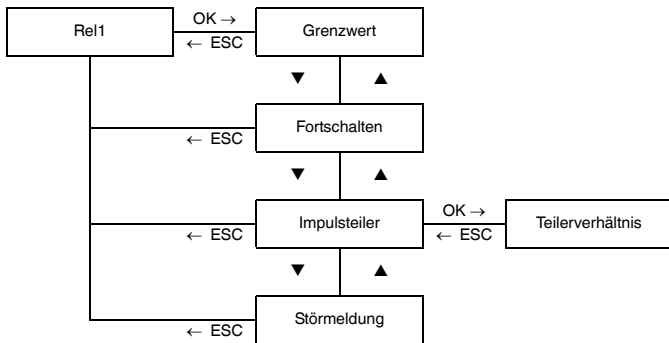 Rel1
OK →
← ESC
Grenzwert
▼ ▲
← ESC
Fortschalten
▼ ▲
← ESC
Impulsteiler
OK →
← ESC
Teilerverhältnis
▼ ▲
← ESC
Störmeldung